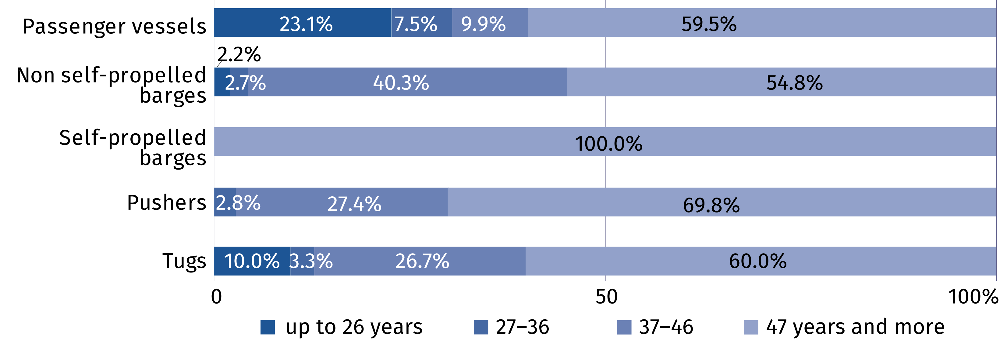 Passenger vessels 23.1% 7.5% 9.9% 59.5%
2.2%
Non self-propelled
barges
2.7% 40.3% 54.8%
Self-propelled
barges
100.0%
Pushers 2.8% 27.4% 69.8%
Tugs 10.0% 3.3% 26.7% 60.0%
0 50 100%
up to 26 years 27–36 37–46 47 years and more